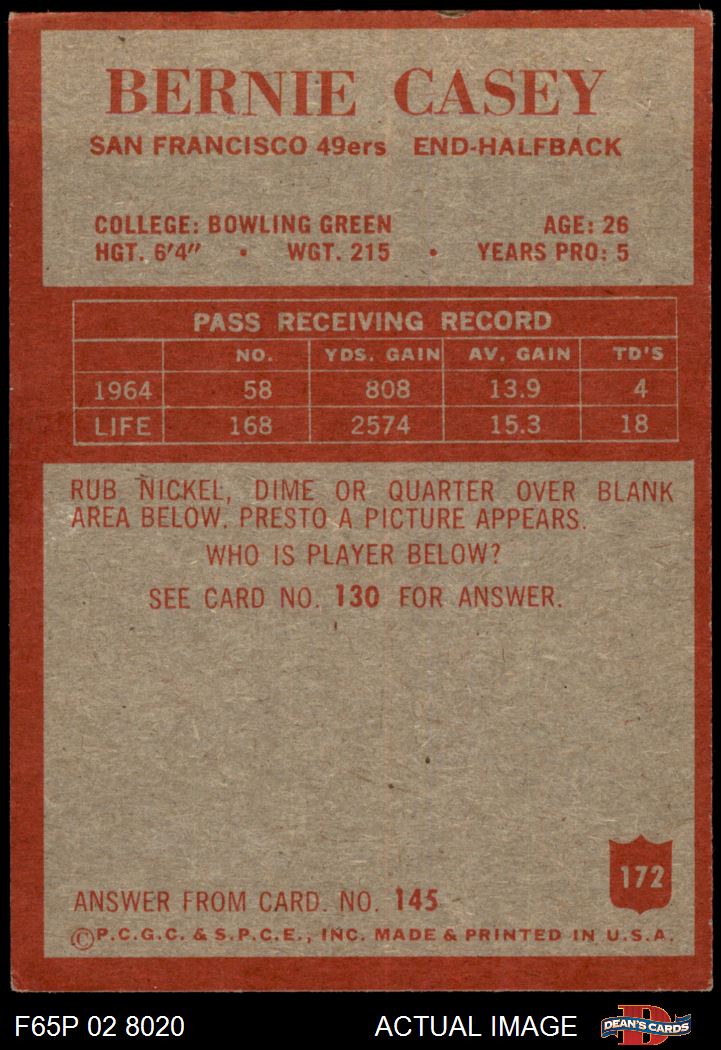 BERNIE CASEY
SAN FRANCISCO 49ers END-HALFBACK
COLLEGE: BOWLING GREEN AGE: 26
HGT. 6'4" • WGT. 215 • YEARS PRO: 5
PASS RECEIVING RECORD
NO. YDS. GAIN AV. GAIN TD'S
1964 58 808 13.9 4
LIFE 168 2574 15.3 18
RUB NICKEL, DIME OR QUARTER OVER BLANK
AREA BELOW. PRESTO A PICTURE APPEARS.
WHO IS PLAYER BELOW?
SEE CARD NO. 130 FOR ANSWER.
172
ANSWER FROM CARD. NO. 145
©P.C.G.C. & S.P.C.E., INC. MADE & PRINTED IN U.S.A.
F65P 02 8020 ACTUAL IMAGE
D
DEAN'S CARDS